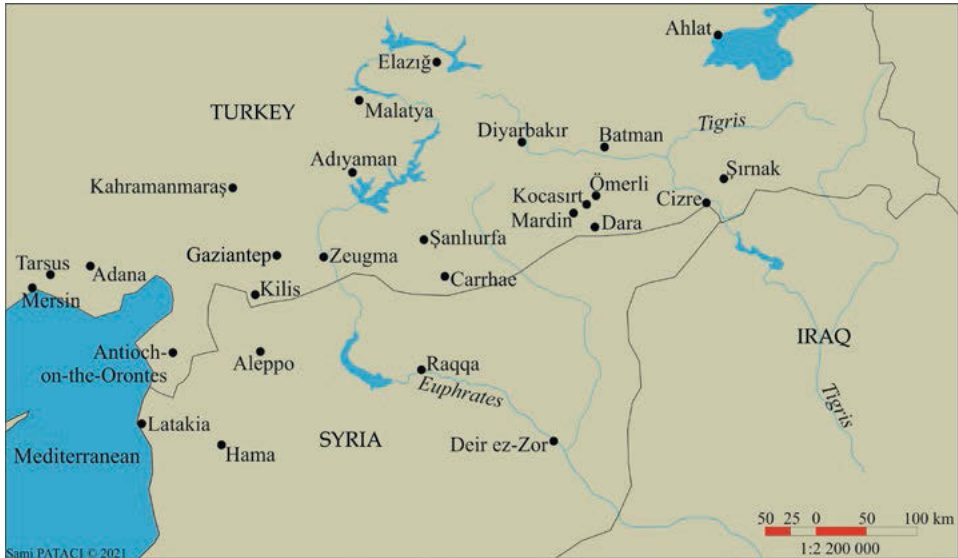 Ahlat
Elazığ
TURKEY
Malatya
Tigris
Diyarbakır
Batman
Adıyaman
Şırnak
Kahramanmaraş
Ömerli
Kocasırt
Cizre
Mardin
Dara
Şanlıurfa
Gaziantep
Zeugma
Tarsus
Adana
Carrhae
Mersin
Kilis
IRAQ
Antioch-
on-the-Orontes
Aleppo
Raqqa
Euphrates
Tigris
Latakia
SYRIA
Deir ez-Zor
Mediterranean
Hama
50 25 0 50 100 km
1:2 200 000
Sami PATACI © 2021